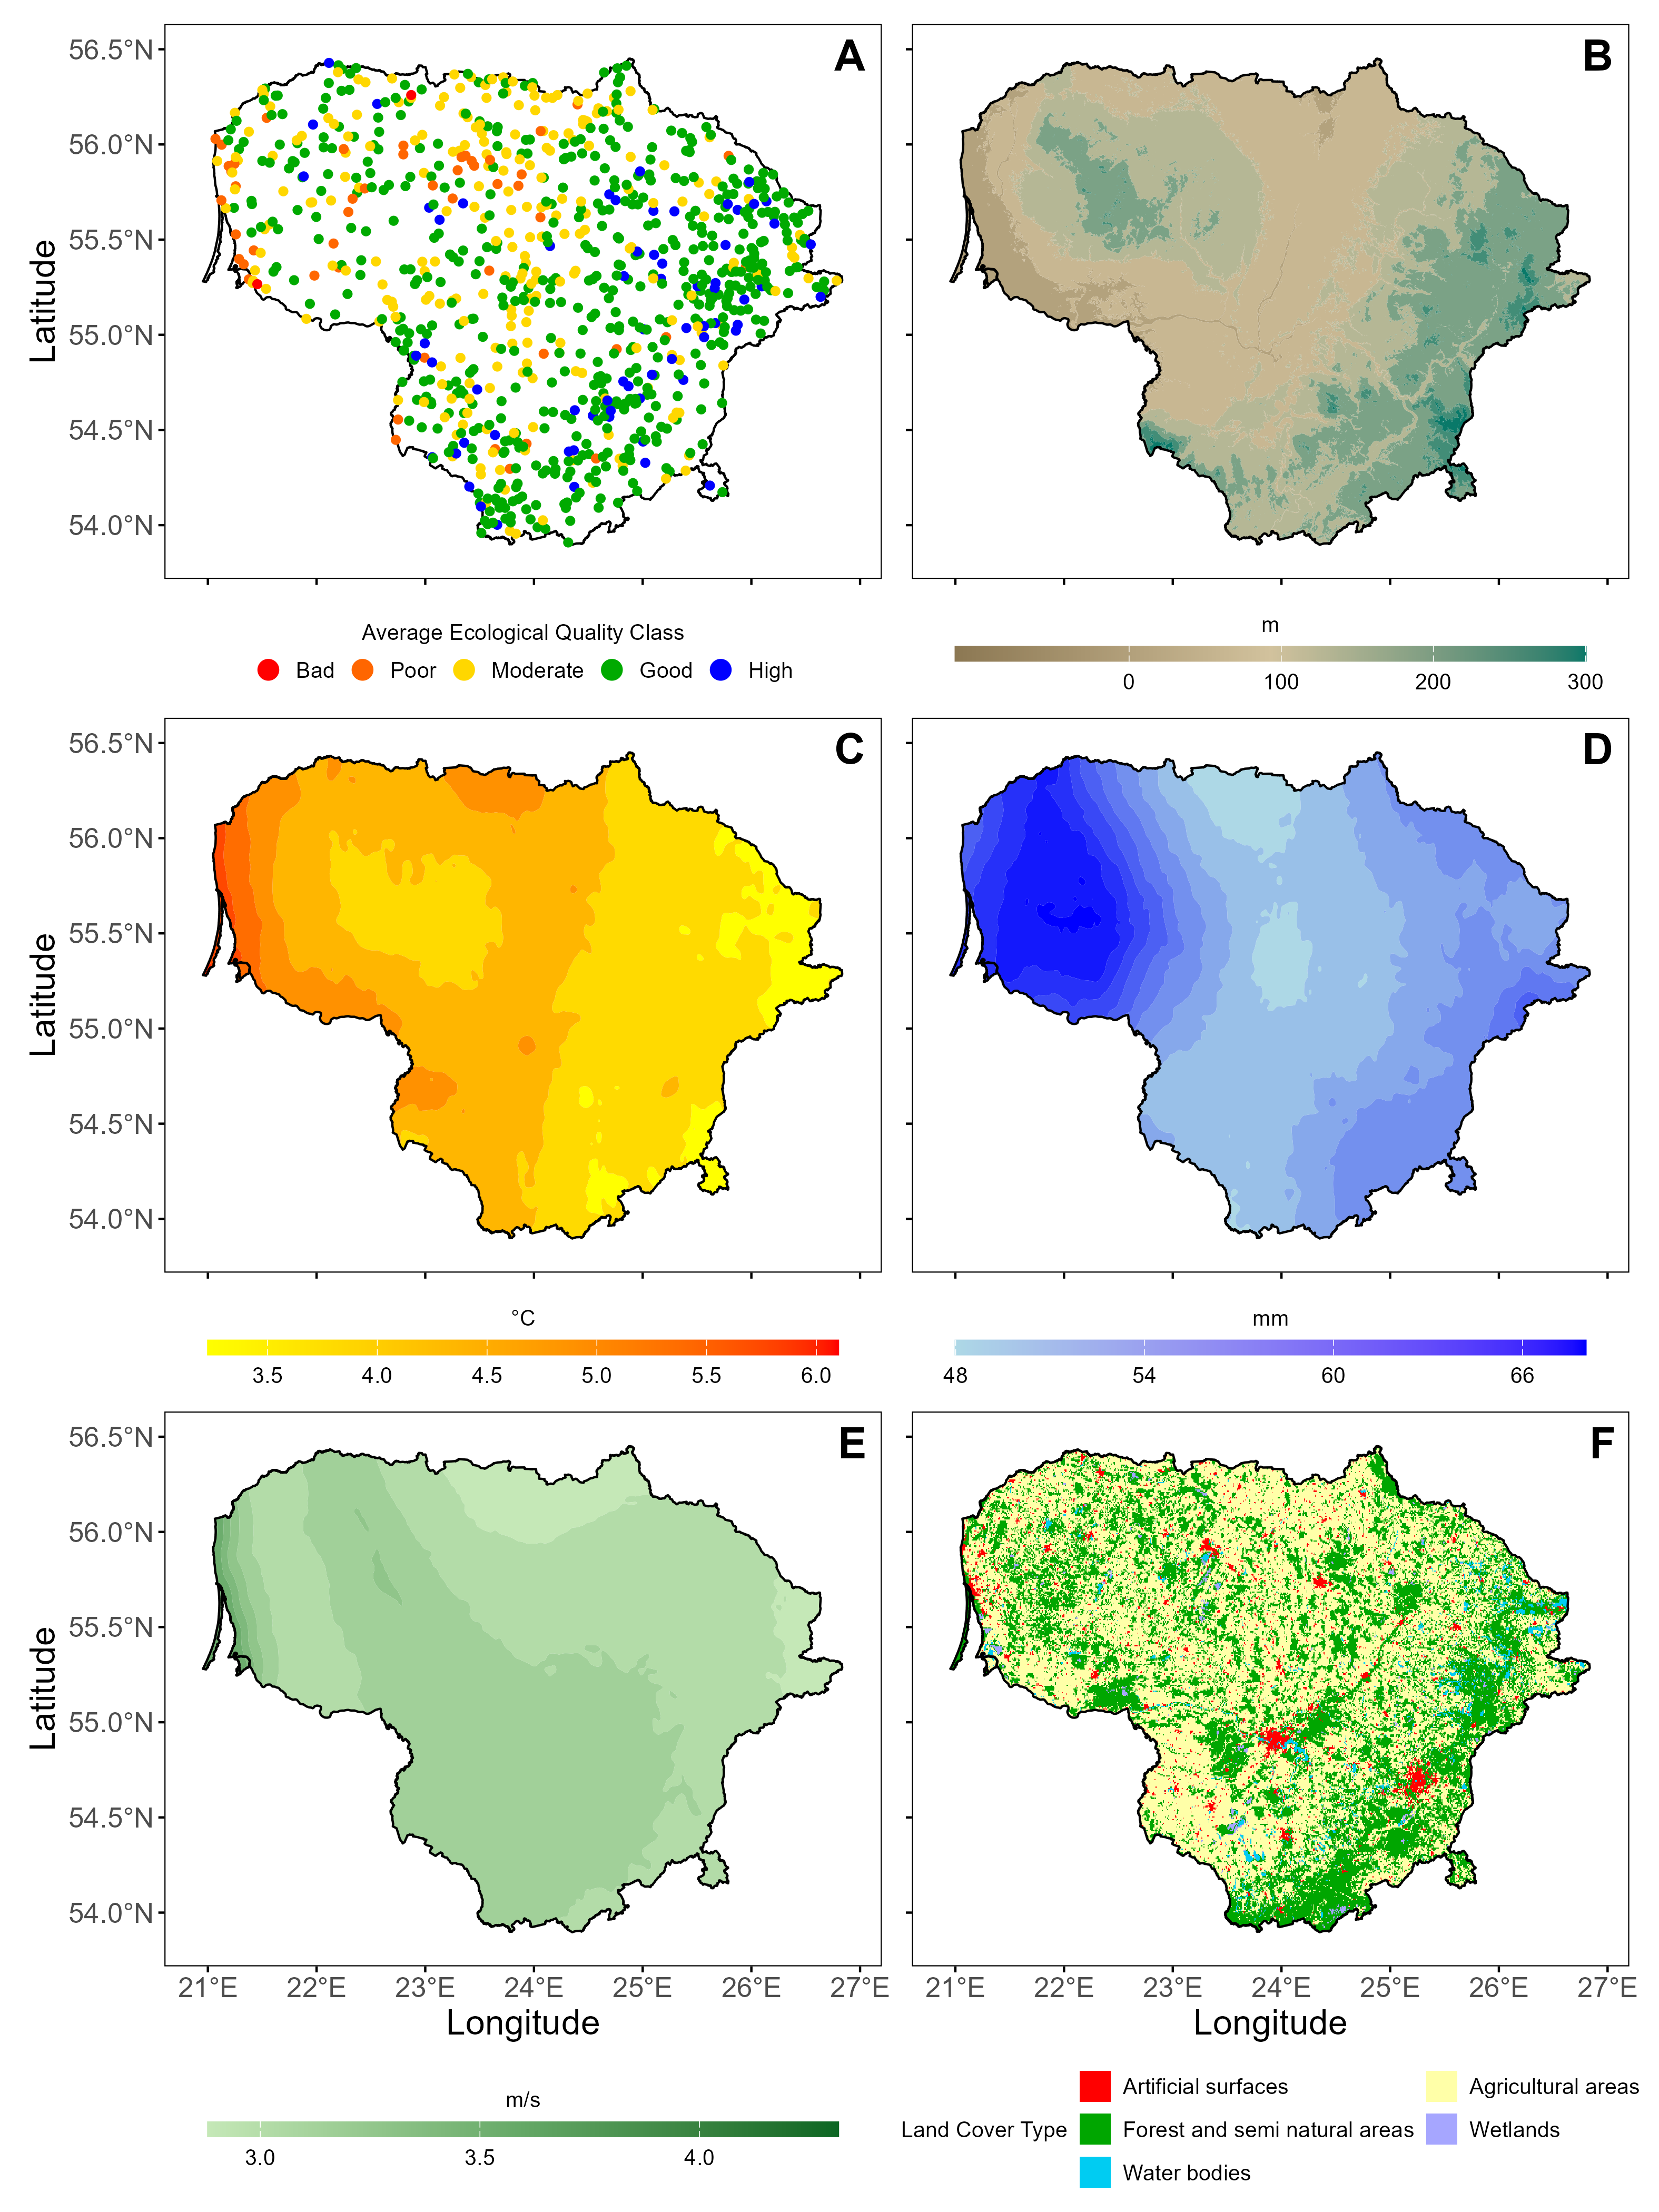 A
B
56.5°N
56.0°N
55.5°N
55.0°N
54.5°N
54.0°N
Latitude
Average Ecological Quality Class
Bad Poor Moderate Good High
m
0 100 200 300
C
D
56.5°N
56.0°N
55.5°N
55.0°N
54.5°N
54.0°N
Latitude
°C
3.5 4.0 4.5 5.0 5.5 6.0
mm
48 54 60 66
E
F
56.5°N
56.0°N
55.5°N
55.0°N
54.5°N
54.0°N
Latitude
21°E 22°E 23°E 24°E 25°E 26°E 27°E
Longitude
21°E 22°E 23°E 24°E 25°E 26°E 27°E
Longitude
m/s
3.0 3.5 4.0
Land Cover Type
Artificial surfaces
Forest and semi natural areas
Water bodies
Agricultural areas
Wetlands